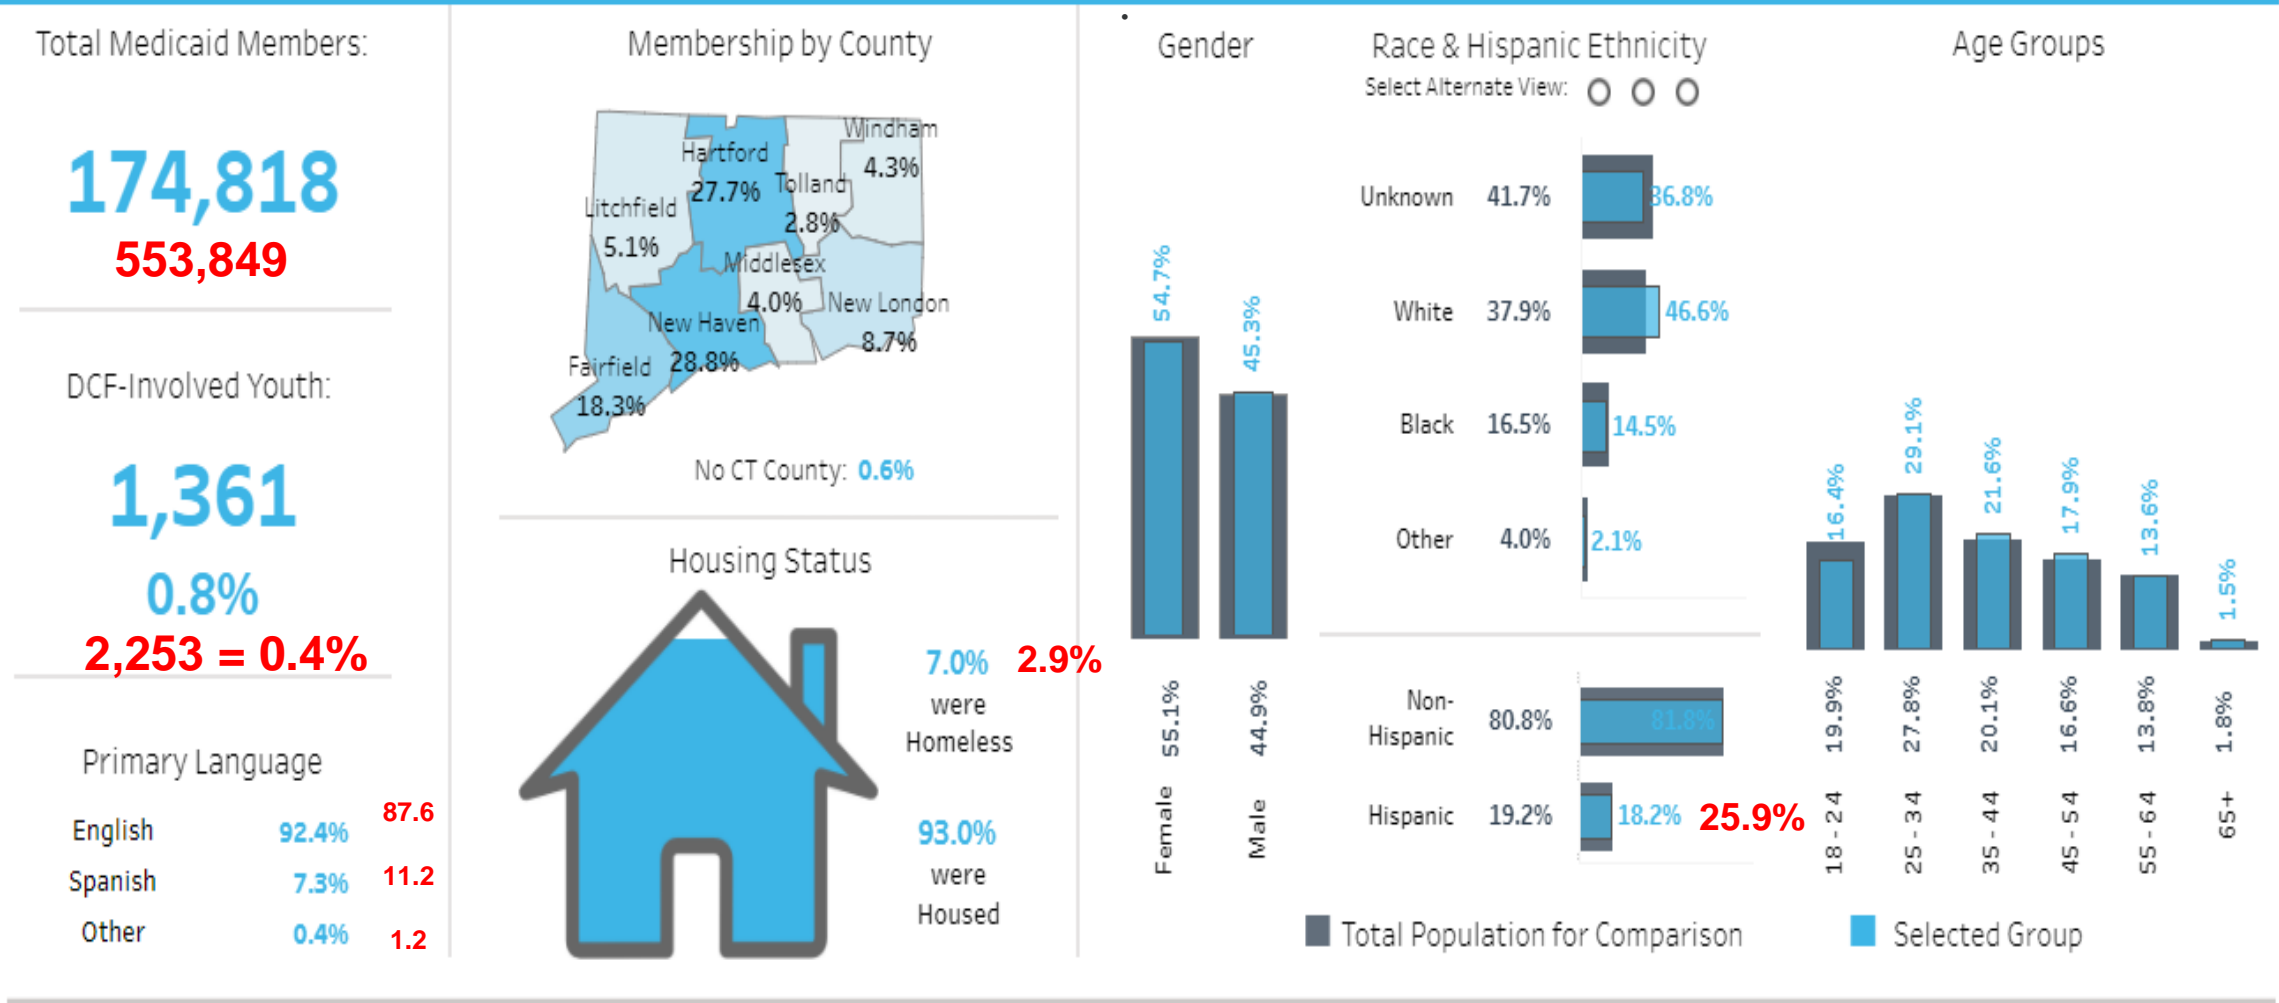 Total Medicaid Members:
174,818
553,849
DCF-Involved Youth:
1,361
0.8%
2,253 = 0.4%
Primary Language
English 92.4% 87.6
Spanish 7.3% 11.2
Other 0.4% 1.2
Membership by County
Windham
4.3%
Hartford
27.7%
Tolland
2.8%
Litchfield
5.1%
Middlesex
4.0%
New London
8.7%
New Haven
28.8%
Fairfield
18.3%
No CT County: 0.6%
Housing Status
7.0% 2.9%
were
Homeless
93.0%
were
Housed
Gender
54.7%
45.3%
55.1%
44.9%
Female
Male
Race & Hispanic Ethnicity
Select Alternate View:
Unknown 41.7% 36.8%
White 37.9% 46.6%
Black 16.5% 14.5%
Other 4.0% 2.1%
Non-
Hispanic 80.8% 81.8%
Hispanic 19.2% 18.2% 25.9%
Age Groups
16.4%
29.1%
21.6%
17.9%
13.6%
1.5%
19.9%
27.8%
20.1%
16.6%
13.8%
1.8%
18 - 24
25 - 34
35 - 44
45 - 54
55 - 64
65+
Total Population for Comparison
Selected Group